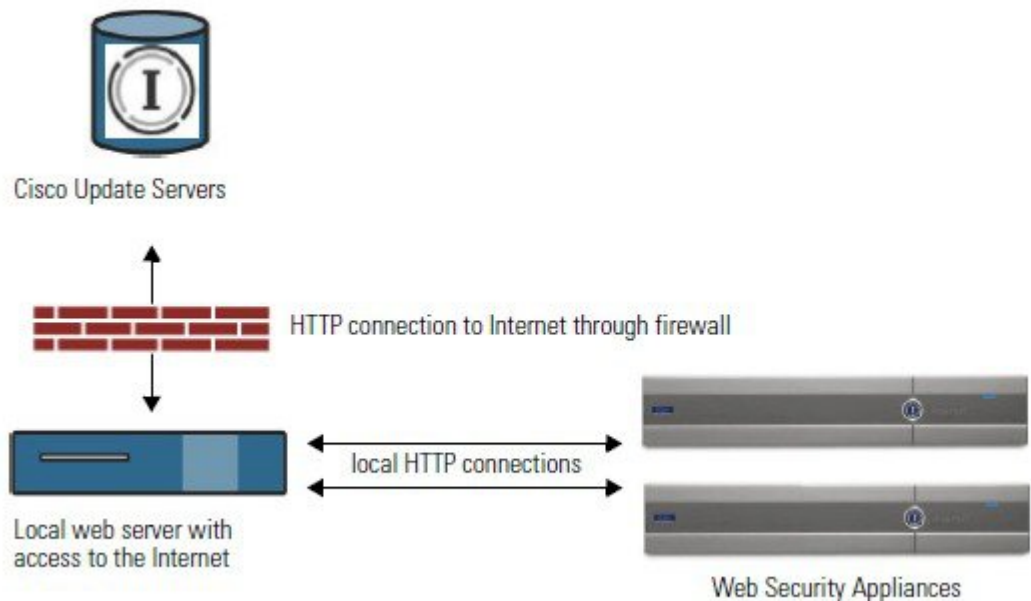 I
Cisco Update Servers
HTTP connection to Internet through firewall
local HTTP connections
Local web server with
access to the Internet
Web Security Appliances